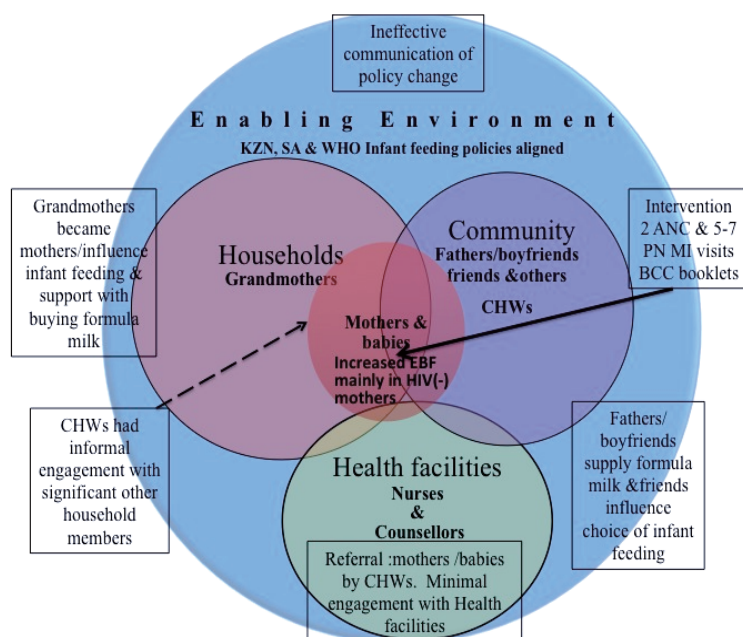 Ineffective
communication of
policy change
Enabling Environment
KZN, SA & WHO Infant feeding policies aligned
Grandmothers
became
mothers/influence
infant feeding &
support with
buying formula
milk
Households
Grandmothers
Community
Fathers/boyfriends
friends &others
CHWs
Intervention
2 ANC & 5-7
PN MI visits
BCC booklets
Mothers &
babies
Increased EBF
mainly in HIV(-)
mothers
CHWs had
informal
engagement with
significant other
household
members
Fathers/
boyfriends
supply formula
milk &friends
influence
choice of infant
feeding
Health facilities
Nurses
&
Counsellors
Referral :mothers /babies
by CHWs. Minimal
engagement with Health
facilities